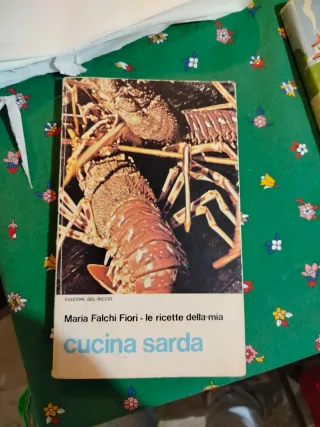 EDIZIONI DEL RICCIO
Maria Falchi Fiori - le ricette della mia
cucina sarda